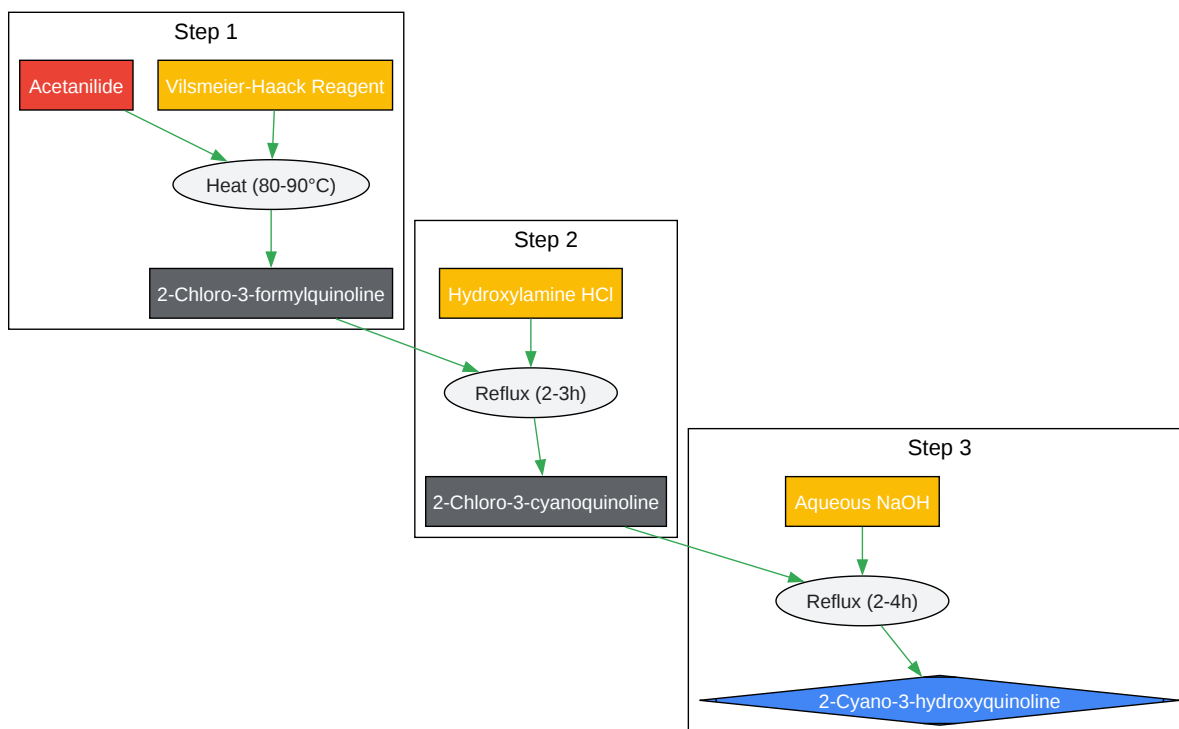 Step 1
Acetanilide
Vilsmeier-Haack Reagent
Heat (80-90°C)
2-Chloro-3-formylquinoline
Step 2
Hydroxylamine HCl
Reflux (2-3h)
2-Chloro-3-cyanoquinoline
Step 3
Aqueous NaOH
Reflux (2-4h)
2-Cyano-3-hydroxyquinoline